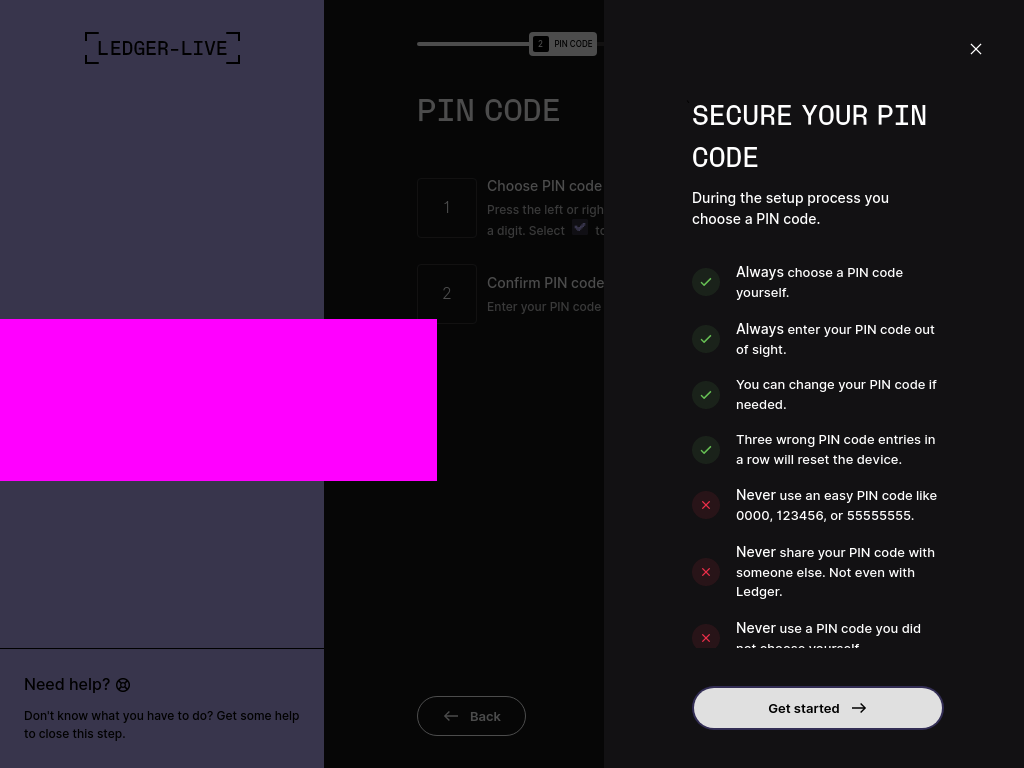 LEDGER-LIVE
2 PIN CODE
PIN CODE
1
Choose PIN code
Press the left or
a digit. Select
2
Confirm PIN code
Enter your PIN code
Back
Need help?
Don't know what you have to do? Get some help
to close this step.
SECURE YOUR PIN
CODE
During the setup process you
choose a PIN code.
Always choose a PIN code
yourself.
Always enter your PIN code out
of sight.
You can change your PIN code if
needed.
Three wrong PIN code entries in
a row will reset the device.
Never use an easy PIN code like
0000, 123456, or 55555555.
Never share your PIN code with
someone else. Not even with
Ledger.
Never use a PIN code you did
not choose yourself.
Get started